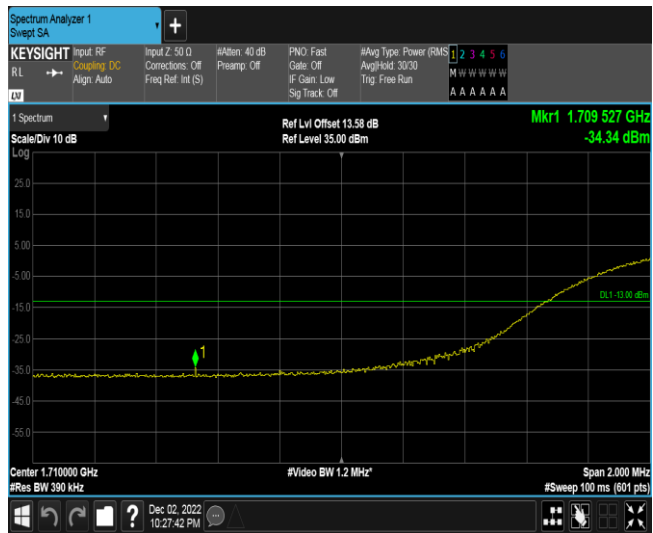 Spectrum Analyzer 1
Swept SA
KEYSIGHT Input: RF Input Z: 50 Ω #Atten: 40 dB PNO: Fast #Avg Type: Power (RMS 1 2 3 4 5 6
RL Coupling: DC Corrections: Off Preamp: Off Gate: Off Avg|Hold: 30/30 M W W W W W
Align: Auto Freq Ref: Int (S) IF Gain: Low Trig: Free Run
Sig Track: Off A A A A A A
LXI
1 Spectrum Ref Lvl Offset 13.58 dB Mkr1 1.709 527 GHz
Scale/Div 10 dB Ref Level 35.00 dBm -34.34 dBm
Log
25.0
15.0
5.00
-5.00
DL1 -13.00 dBm
-15.0
-25.0
1
-35.0
-45.0
-55.0
Center 1.710000 GHz #Video BW 1.2 MHz* Span 2.000 MHz
#Res BW 390 kHz #Sweep 100 ms (601 pts)
? Dec 02, 2022
10:27:42 PM